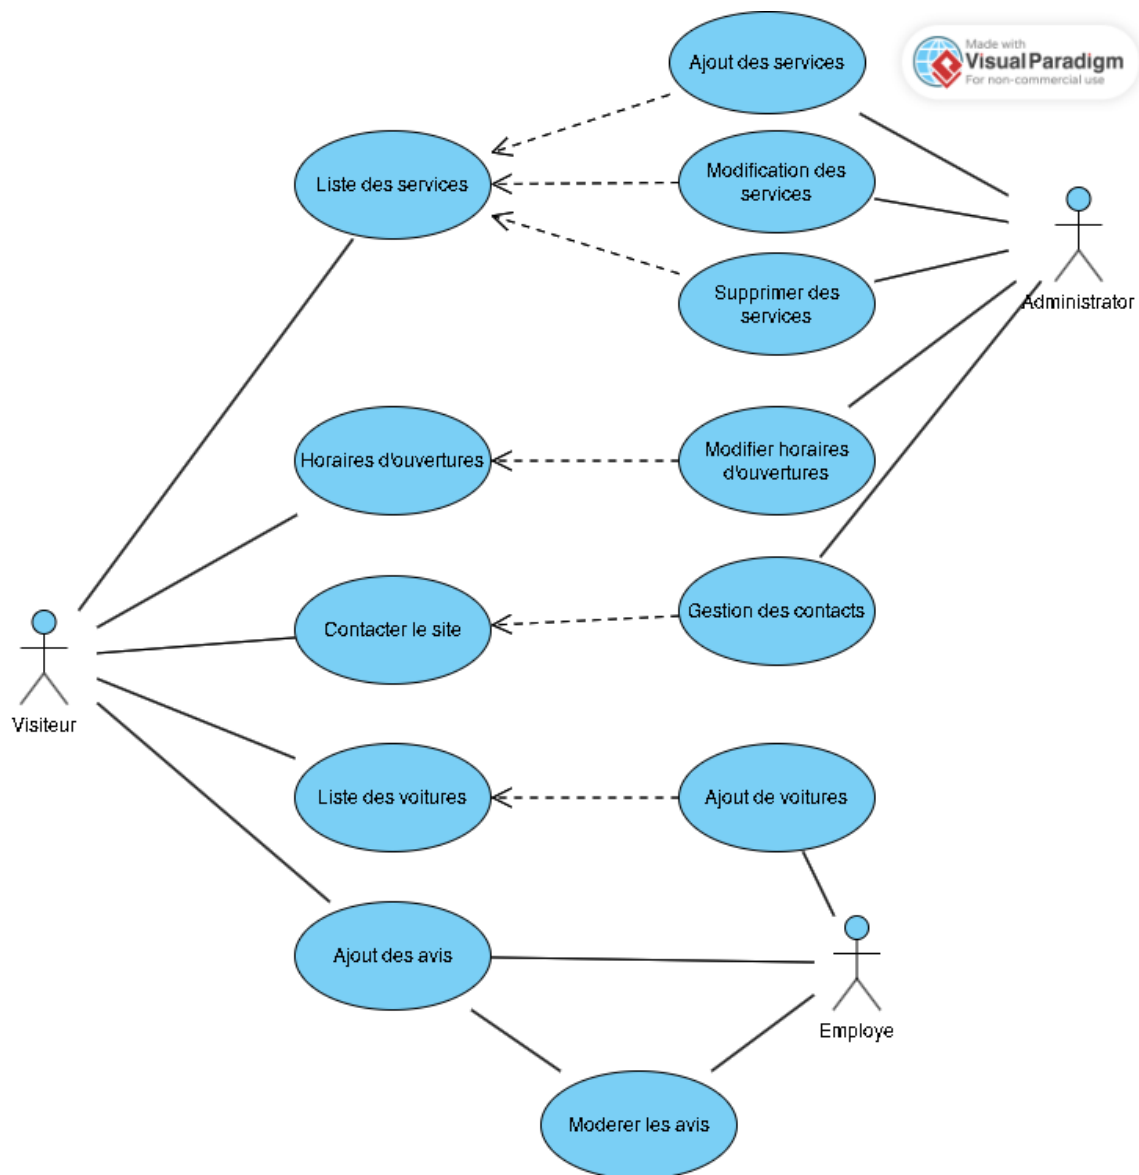 Made with
Visual Paradigm
For non-commercial use
Ajout des services
Liste des services
Modification des
services
Supprimer des
services
Administrator
Horaires d'ouvertures
Modifier horaires
d'ouvertures
Contacter le site
Gestion des contacts
Visiteur
Liste des voitures
Ajout de voitures
Ajout des avis
Employe
Moderer les avis